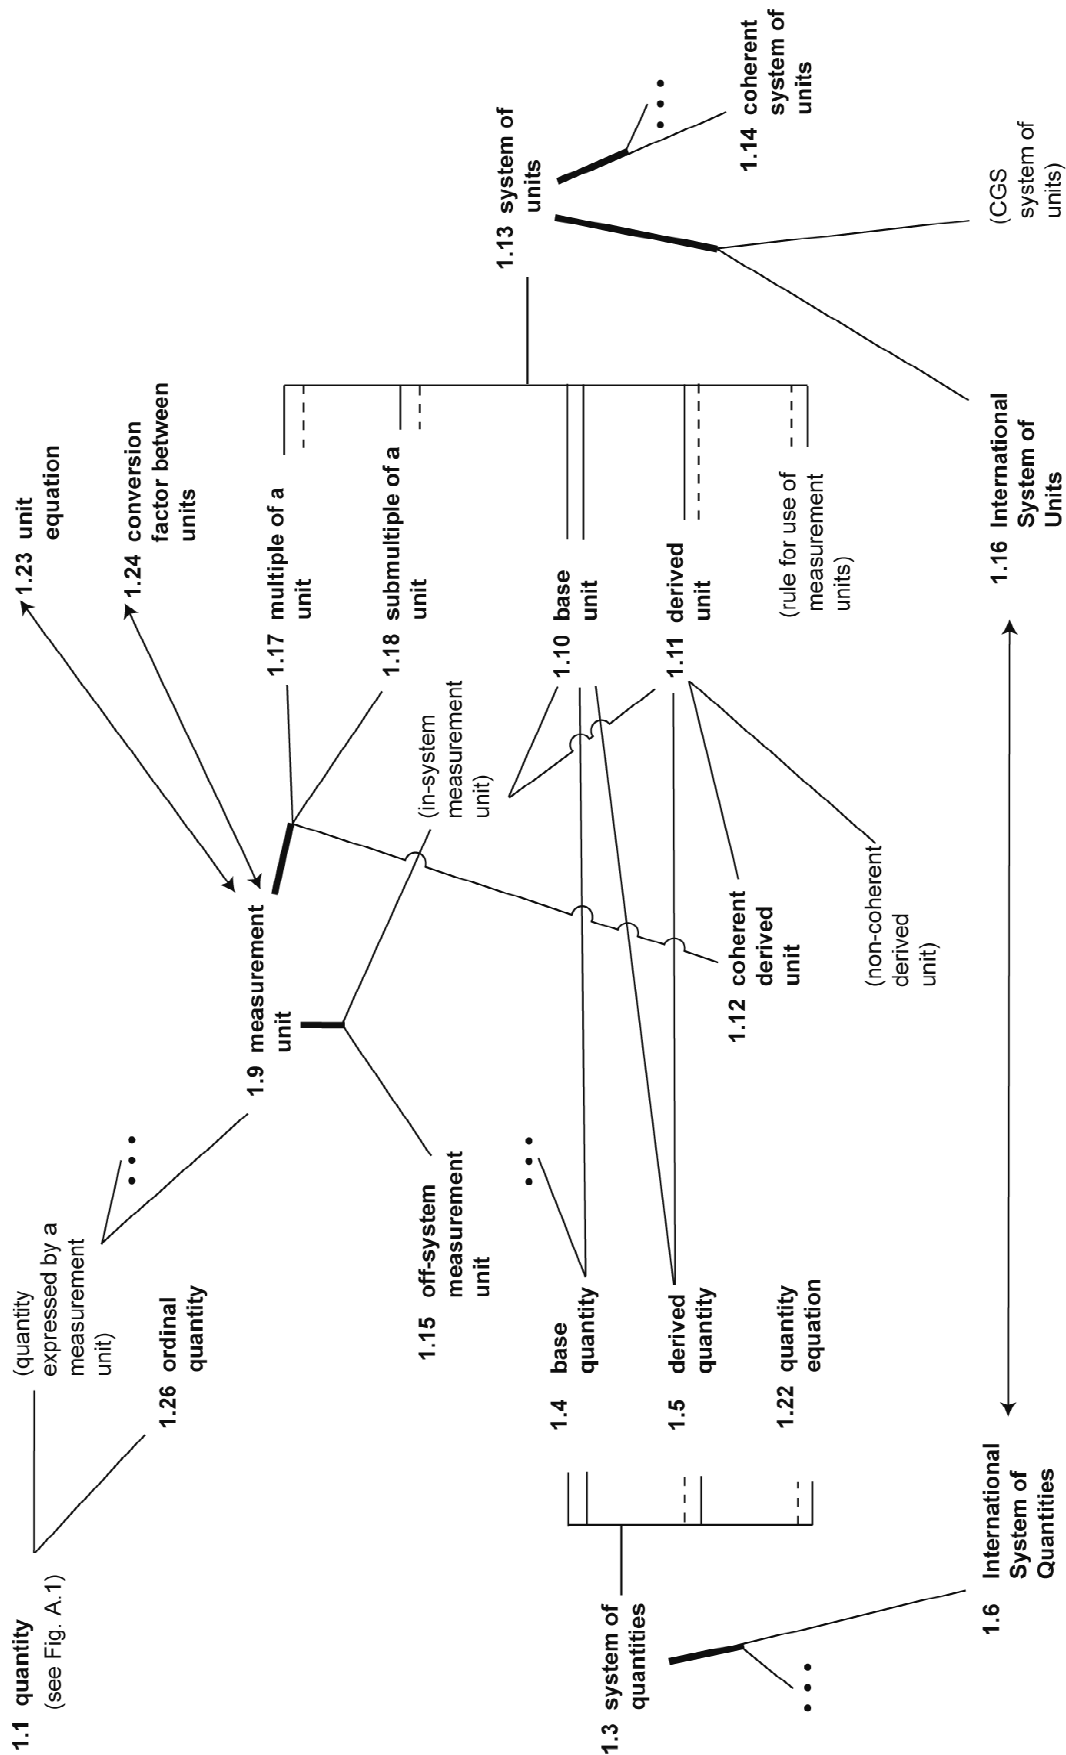 1.1 quantity
(see Fig. A.1)
(quantity
expressed by a
measurement
unit)
1.26 ordinal
quantity
1.23 unit
equation
1.24 conversion
factor between
units
1.9 measurement
unit
1.17 multiple of a
unit
1.18 submultiple of a
unit
1.15 off-system
measurement
unit
(in-system
measurement
unit)
1.13 system of
units
1.3 system of
quantities
1.4 base
quantity
1.10 base
unit
1.5 derived
quantity
1.11 derived
unit
1.12 coherent
derived
unit
1.14 coherent
system of
units
1.22 quantity
equation
(rule for use of
measurement
units)
(non-coherent
derived
unit)
1.6 International
System of
Quantities
1.16 International
System of
Units
(CGS
system of
units)